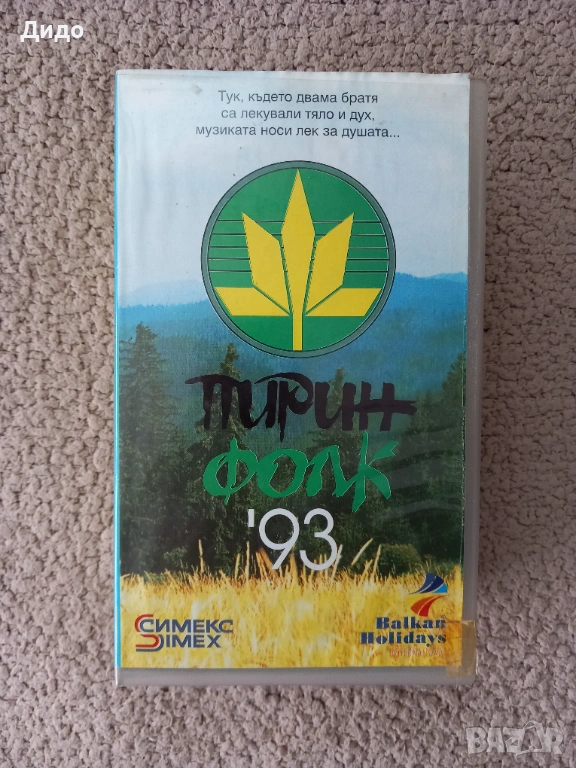 Дидо
Тук, където двама братя
са лекували тяло и дух,
музиката носи лек за душата...
ПИРИН
ФОЛК
'93
СИМЕКС
SIMEX
Balkan
Holidays
BAZAR